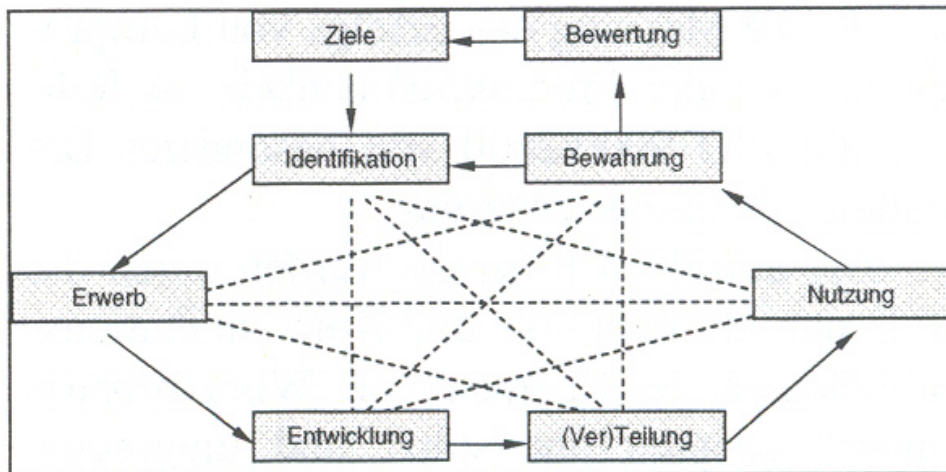 Ziele
Bewertung
Identifikation
Bewahrung
Erwerb
Nutzung
Entwicklung
(Ver)Teilung